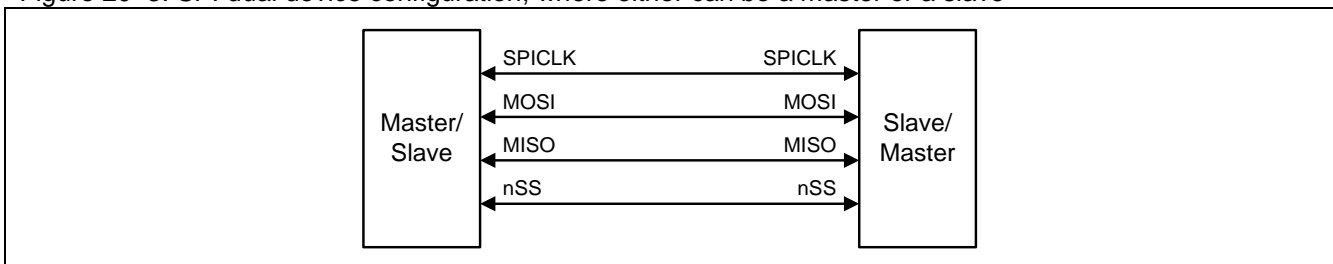 SPICLK SPICLK
MOSI MOSI
Master/
Slave
Slave/
Master
MISO MISO
nSS nSS